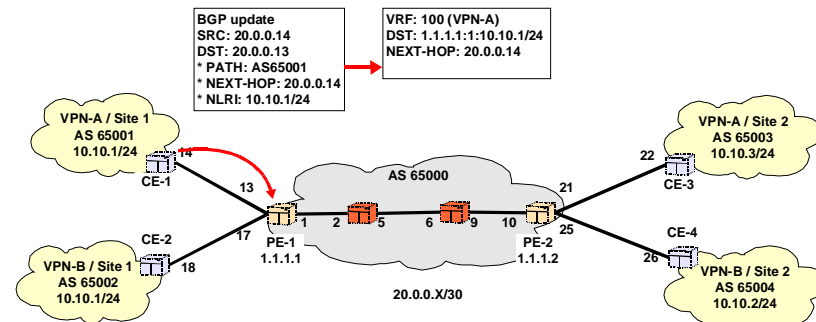 BGP update
SRC: 20.0.0.14
DST: 20.0.0.13
* PATH: AS65001
* NEXT-HOP: 20.0.0.14
* NLRI: 10.10.1/24
VRF: 100 (VPN-A)
DST: 1.1.1.1:1:10.10.1/24
NEXT-HOP: 20.0.0.14
VPN-A / Site 1
AS 65001
10.10.1/24
14
CE-1
13
VPN-A / Site 2
AS 65003
10.10.3/24
22
CE-3
21
AS 65000
1
2
5
6
9
10
PE-1
1.1.1.1
PE-2
1.1.1.2
25
17
CE-2
18
VPN-B / Site 1
AS 65002
10.10.1/24
CE-4
26
VPN-B / Site 2
AS 65004
10.10.2/24
20.0.0.X/30